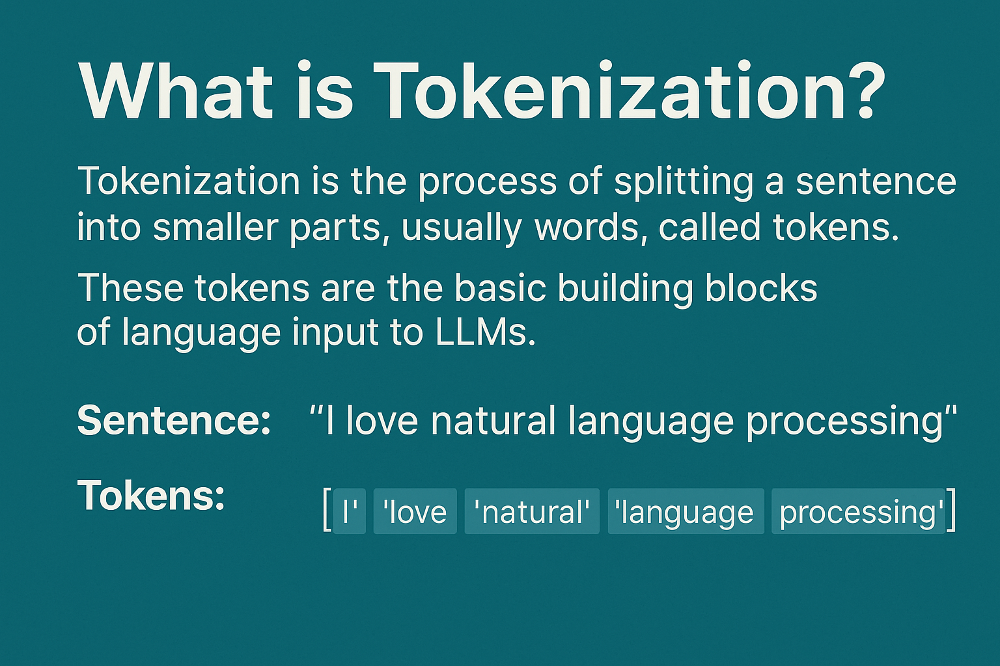 What is Tokenization?
Tokenization is the process of splitting a sentence
into smaller parts, usually words, called tokens.
These tokens are the basic building blocks
of language input to LLMs.
Sentence: "I love natural language processing"
Tokens: [ I' 'love 'natural' 'language processing']